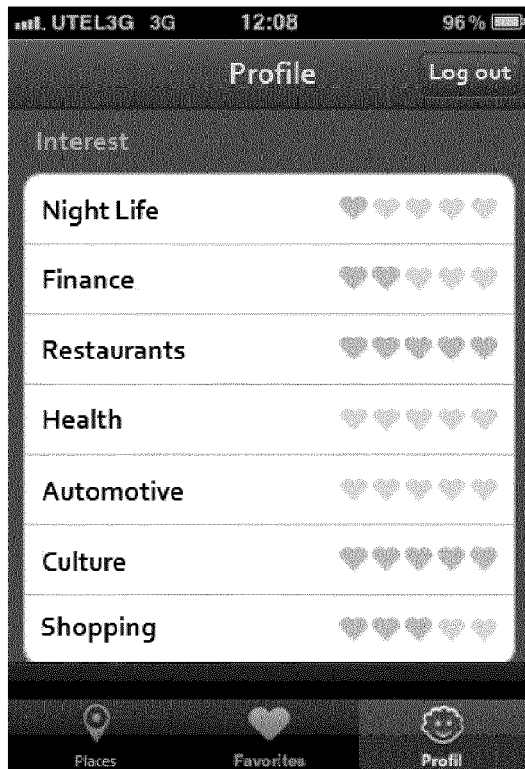 UTEL3G 3G 12:08 96%
Profile Log out
Interest
Night Life
Finance
Restaurants
Health
Automotive
Culture
Shopping
Places Favorites Profil